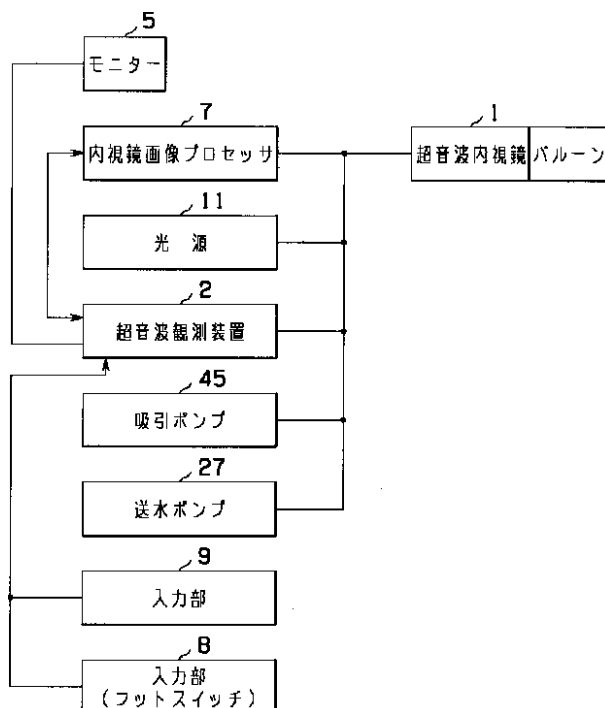 5
モニター
7
内視鏡画像プロセッサ
1
超音波内視鏡 バルーン
11
光 源
2
超音波観測装置
45
吸引ポンプ
27
送水ポンプ
9
入力部
8
入力部
(フットスイッチ)